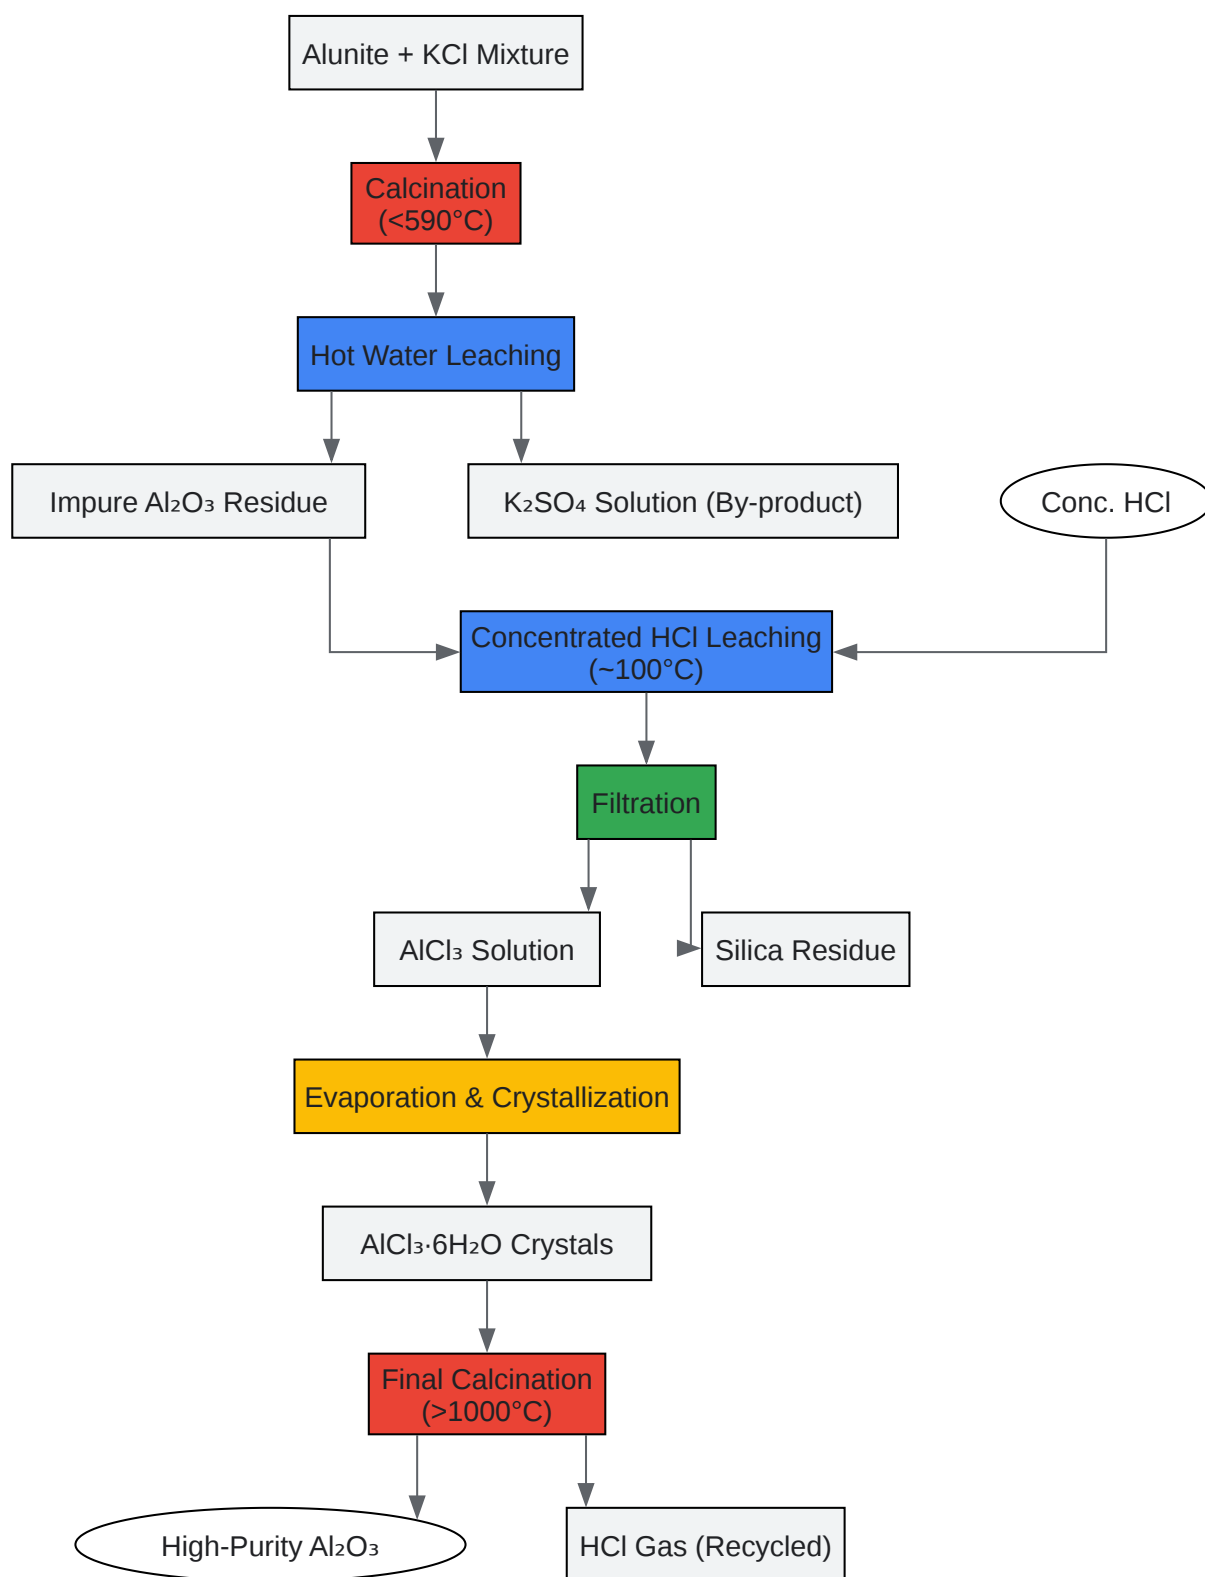 Alunite + KCl Mixture
Calcination
(<590°C)
Hot Water Leaching
Impure Al₂O₃ Residue
K₂SO₄ Solution (By-product)
Conc. HCl
Concentrated HCl Leaching
(~100°C)
Filtration
AlCl₃ Solution
Silica Residue
Evaporation & Crystallization
AlCl₃·6H₂O Crystals
Final Calcination
(>1000°C)
High-Purity Al₂O₃
HCl Gas (Recycled)